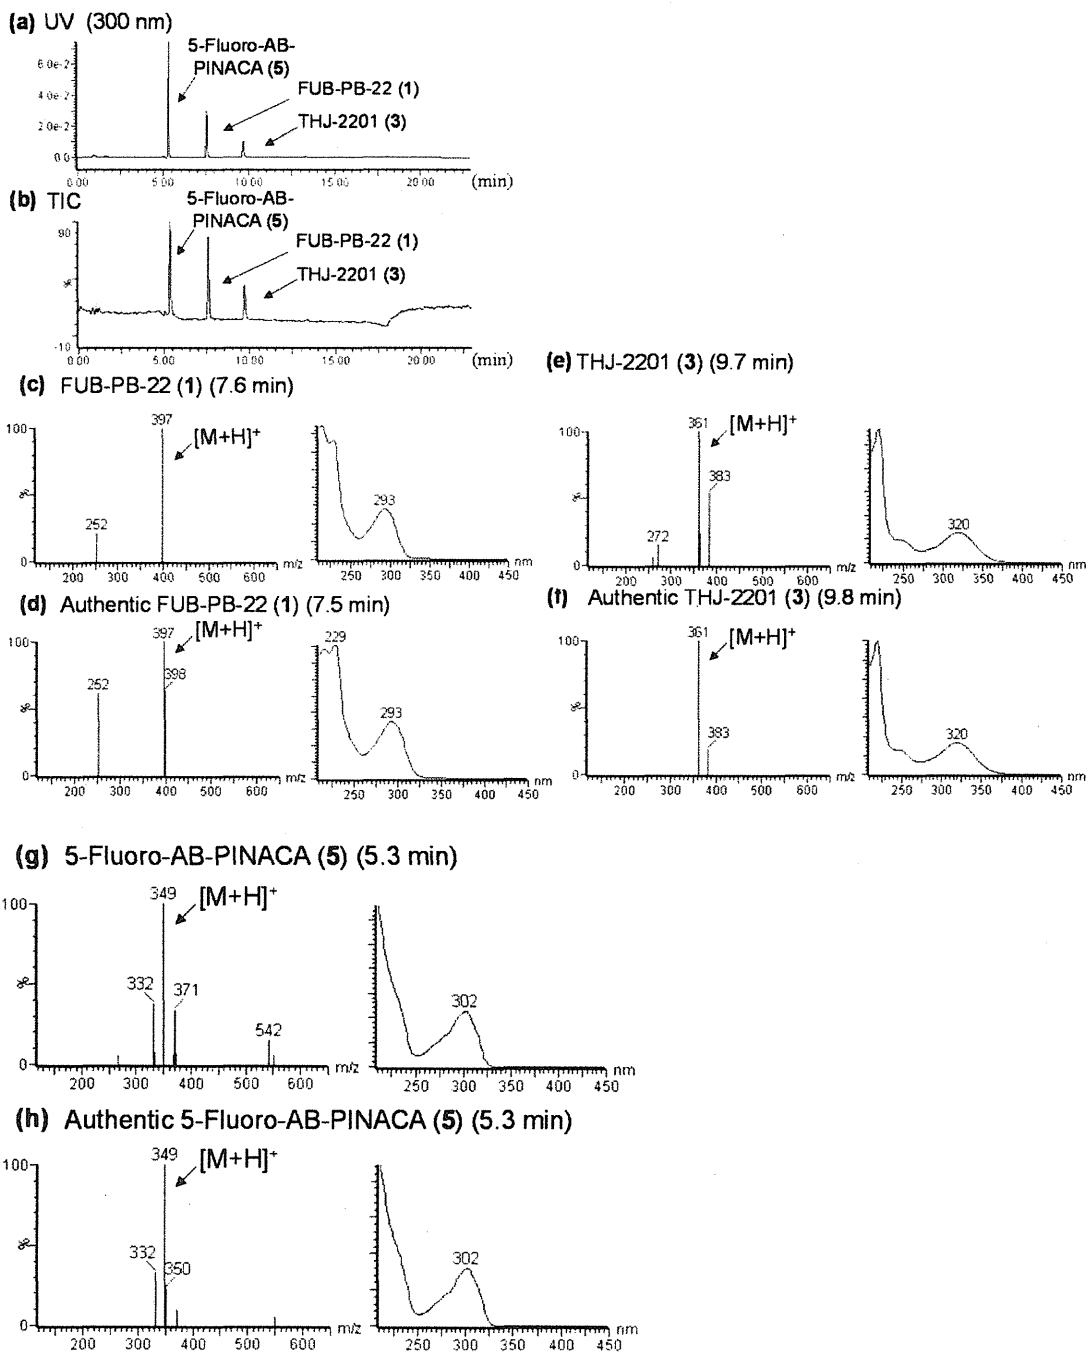 (a) UV (300 nm)
5-Fluoro-AB-
PINACA (5)
FUB-PB-22 (1)
THJ-2201 (3)
6.0e-2
4.0e-2
2.0e-2
0.0
0.00 5.00 10.00 15.00 20.00 (min)
(b) TIC
5-Fluoro-AB-
PINACA (5)
FUB-PB-22 (1)
THJ-2201 (3)
90
%
-10
0.00 5.00 10.00 15.00 20.00 (min)
(c) FUB-PB-22 (1) (7.6 min)
100
%
0
397
[M+H]+
252
200 300 400 500 600 m/z
293
250 300 350 400 450 nm
(d) Authentic FUB-PB-22 (1) (7.5 min)
100
%
0
397
[M+H]+
398
252
200 300 400 500 600 m/z
229
293
250 300 350 400 450 nm
(e) THJ-2201 (3) (9.7 min)
100
%
0
361
[M+H]+
383
272
200 300 400 500 600 m/z
320
250 300 350 400 450 nm
(f) Authentic THJ-2201 (3) (9.8 min)
100
%
0
361
[M+H]+
383
200 300 400 500 600 m/z
320
250 300 350 400 450 nm
(g) 5-Fluoro-AB-PINACA (5) (5.3 min)
100
%
0
349
[M+H]+
332
371
542
200 300 400 500 600 m/z
302
250 300 350 400 450 nm
(h) Authentic 5-Fluoro-AB-PINACA (5) (5.3 min)
100
%
0
349
[M+H]+
332
350
200 300 400 500 600 m/z
302
250 300 350 400 450 nm